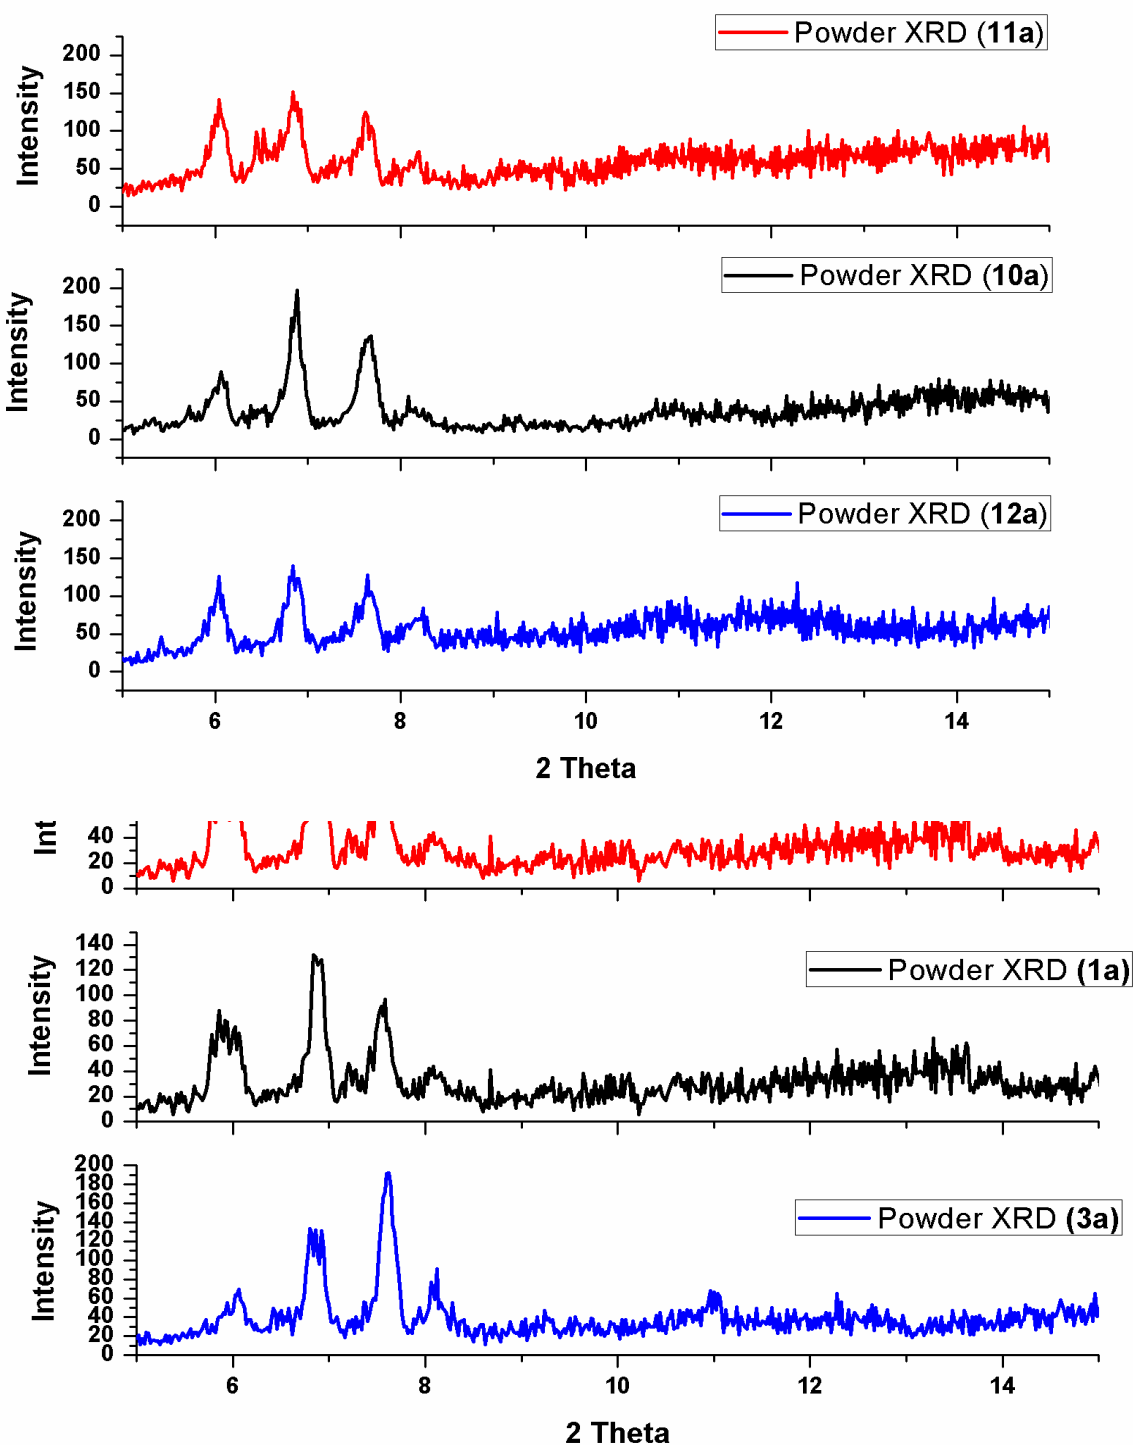 Powder XRD (11a)
200
150
100
50
0
Intensity
Powder XRD (10a)
200
150
100
50
0
Intensity
Powder XRD (12a)
200
150
100
50
0
Intensity
6 8 10 12 14
2 Theta
Int
40
20
0
Powder XRD (1a)
140
120
100
80
60
40
20
0
Intensity
Powder XRD (3a)
200
180
160
140
120
100
80
60
40
20
0
Intensity
6 8 10 12 14
2 Theta